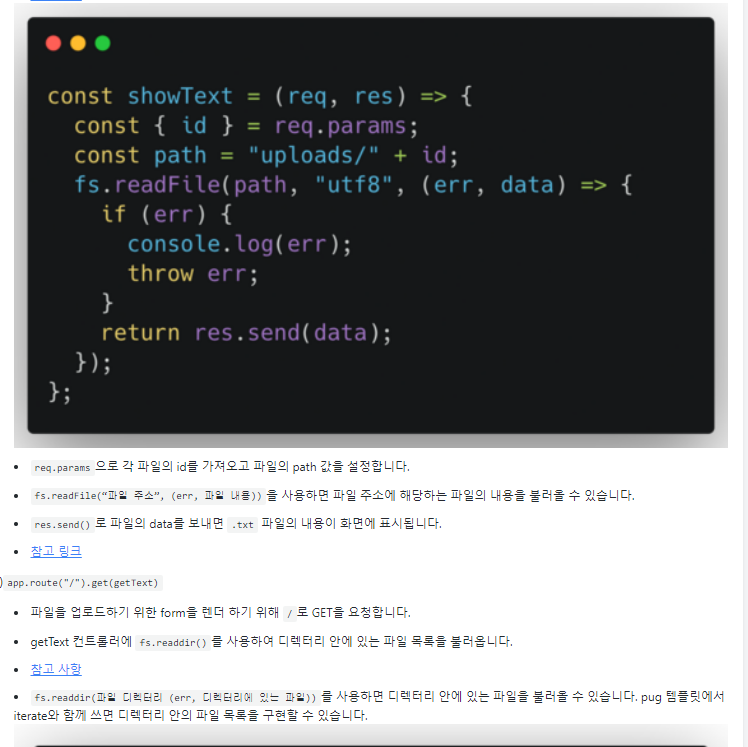 const showText = (req, res) => {
  const { id } = req.params;
  const path = "uploads/" + id;
  fs.readFile(path, "utf8", (err, data) => {
    if (err) {
      console.log(err);
      throw err;
    }
    return res.send(data);
  });
};
• req.params 으로 각 파일의 id를 가져오고 파일의 path 값을 설정합니다.
• fs.readFile(“파일 주소”, (err, 파일 내용)) 을 사용하면 파일 주소에 해당하는 파일의 내용을 불러올 수 있습니다.
• res.send() 로 파일의 data를 보내면 .txt 파일의 내용이 화면에 표시됩니다.
• 참고 링크
) app.route("/").get(getText)
• 파일을 업로드하기 위한 form을 렌더 하기 위해 / 로 GET을 요청합니다.
• getText 컨트롤러에 fs.readdir() 를 사용하여 디렉터리 안에 있는 파일 목록을 불러옵니다.
• 참고 사항
• fs.readdir(파일 디렉터리 (err, 디렉터리에 있는 파일)) 를 사용하면 디렉터리 안에 있는 파일을 불러올 수 있습니다. pug 템플릿에서
iterate와 함께 쓰면 디렉터리 안의 파일 목록을 구현할 수 있습니다.